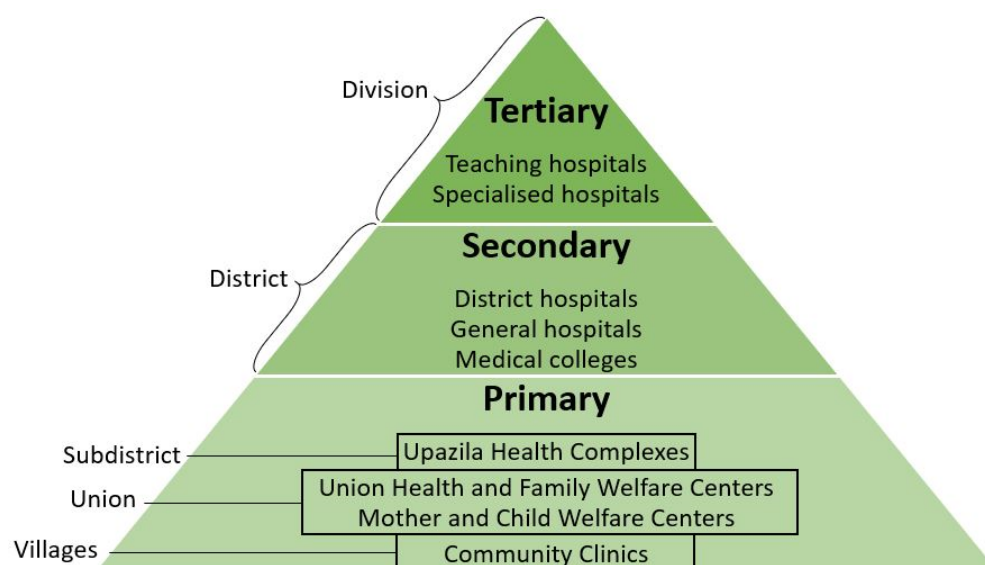 Division
Tertiary
Teaching hospitals
Specialised hospitals
Secondary
District
District hospitals
General hospitals
Medical colleges
Primary
Subdistrict
Upazila Health Complexes
Union
Union Health and Family Welfare Centers
Mother and Child Welfare Centers
Villages
Community Clinics